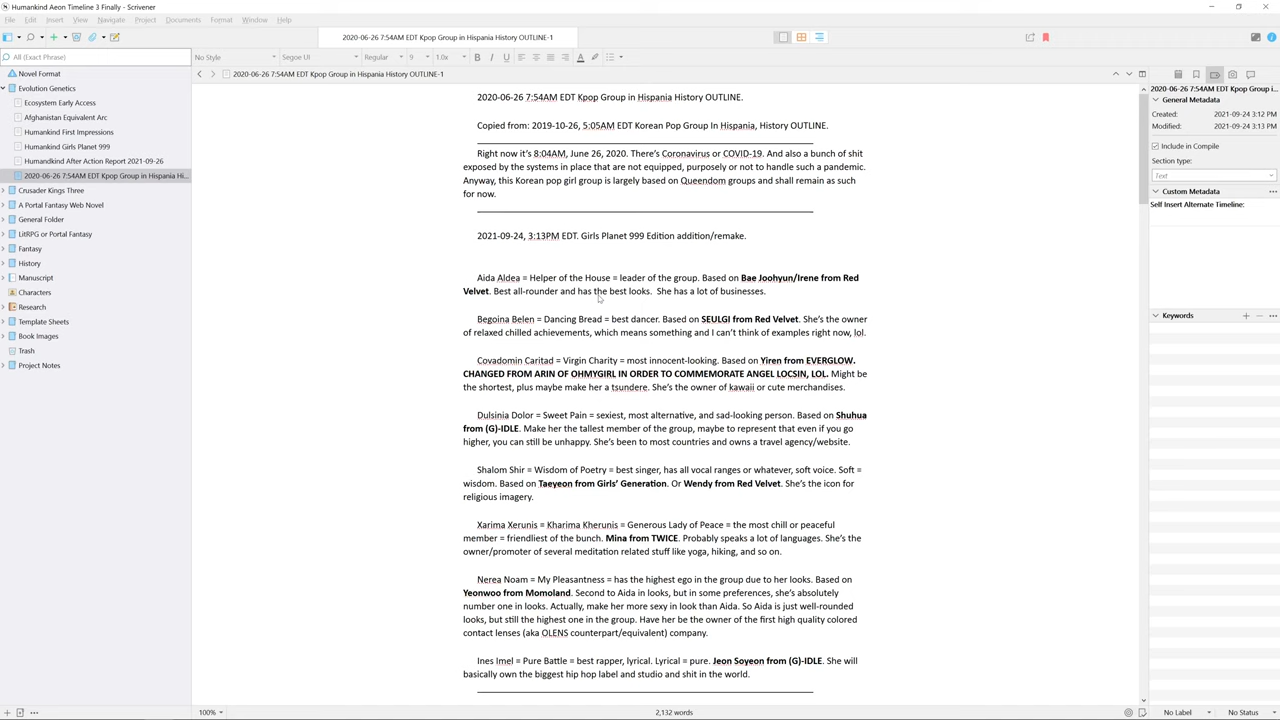 Humankind Aeon Timeline 3 Finally - Scrivener
File Edit Insert View Navigate Project Documents Format Window Help
2020-06-26 7:54AM EDT Kpop Group in Hispania History OUTLINE-1
All (Exact Phrase)
No Style Segoe UI Regular 9 1.0x B I U A
2020-06-26 7:54AM EDT Kpop Group in Hispania History OUTLINE-1
Novel Format
Evolution Genetics
Ecosystem Early Access
Afghanistan Equivalent Arc
Humankind First Impressions
Humankind Girls Planet 999
Humandkind After Action Report 2021-09-26
2020-06-26 7:54AM EDT Kpop Group in Hispania Hi...
Crusader Kings Three
A Portal Fantasy Web Novel
General Folder
LitRPG or Portal Fantasy
Fantasy
History
Manuscript
Characters
Research
Template Sheets
Book Images
Trash
Project Notes
2020-06-26 7:54AM EDT Kpop Group in Hispania History OUTLINE.
Copied from: 2019-10-26, 5:05AM EDT Korean Pop Group In Hispania, History OUTLINE.
Right now it's 8:04AM, June 26, 2020. There's Coronavirus or COVID-19. And also a bunch of shit
exposed by the systems in place that are not equipped, purposely or not to handle such a pandemic.
Anyway, this Korean pop girl group is largely based on Queendom groups and shall remain as such
for now.
2021-09-24, 3:13PM EDT. Girls Planet 999 Edition addition/remake.
Aida Aldea = Helper of the House = leader of the group. Based on Bae Joohyun/Irene from Red
Velvet. Best all-rounder and has the best looks. She has a lot of businesses.
Begoina Belen = Dancing Bread = best dancer. Based on SEULGI from Red Velvet. She's the owner
of relaxed chilled achievements, which means something and I can't think of examples right now, lol.
Covadomin Caritad = Virgin Charity = most innocent-looking. Based on Yiren from EVERGLOW.
CHANGED FROM ARIN OF OHMYGIRL IN ORDER TO COMMEMORATE ANGEL LOCSIN, LOL. Might be
the shortest, plus maybe make her a tsundere. She's the owner of kawaii or cute merchandises.
Dulsinia Dolor = Sweet Pain = sexiest, most alternative, and sad-looking person. Based on Shuhua
from (G)-IDLE. Make her the tallest member of the group, maybe to represent that even if you go
higher, you can still be unhappy. She's been to most countries and owns a travel agency/website.
Shalom Shir = Wisdom of Poetry = best singer, has all vocal ranges or whatever, soft voice. Soft =
wisdom. Based on Taeyeon from Girls' Generation. Or Wendy from Red Velvet. She's the icon for
religious imagery.
Xarima Xerunis = Kharima Kherunis = Generous Lady of Peace = the most chill or peaceful
member = friendliest of the bunch. Mina from TWICE. Probably speaks a lot of languages. She's the
owner/promoter of several meditation related stuff like yoga, hiking, and so on.
Nerea Noam = My Pleasantness = has the highest ego in the group due to her looks. Based on
Yeonwoo from Momoland. Second to Aida in looks, but in some preferences, she's absolutely
number one in looks. Actually, make her more sexy in look than Aida. So Aida is just well-rounded
looks, but still the highest one in the group. Have her be the owner of the first high quality colored
contact lenses (aka OLENS counterpart/equivalent) company.
Ines Imel = Pure Battle = best rapper, lyrical. Lyrical = pure. Jeon Soyeon from (G)-IDLE. She will
basically own the biggest hip hop label and studio and shit in the world.
100%
2,132 words
2020-06-26 7:54AM EDT Kpop Group i...
General Metadata
Created: 2021-09-24 3:12 PM
Modified: 2021-09-24 3:13 PM
Include in Compile
Section type:
Text
Custom Metadata
Self Insert Alternate Timeline:
Keywords
No Label No Status